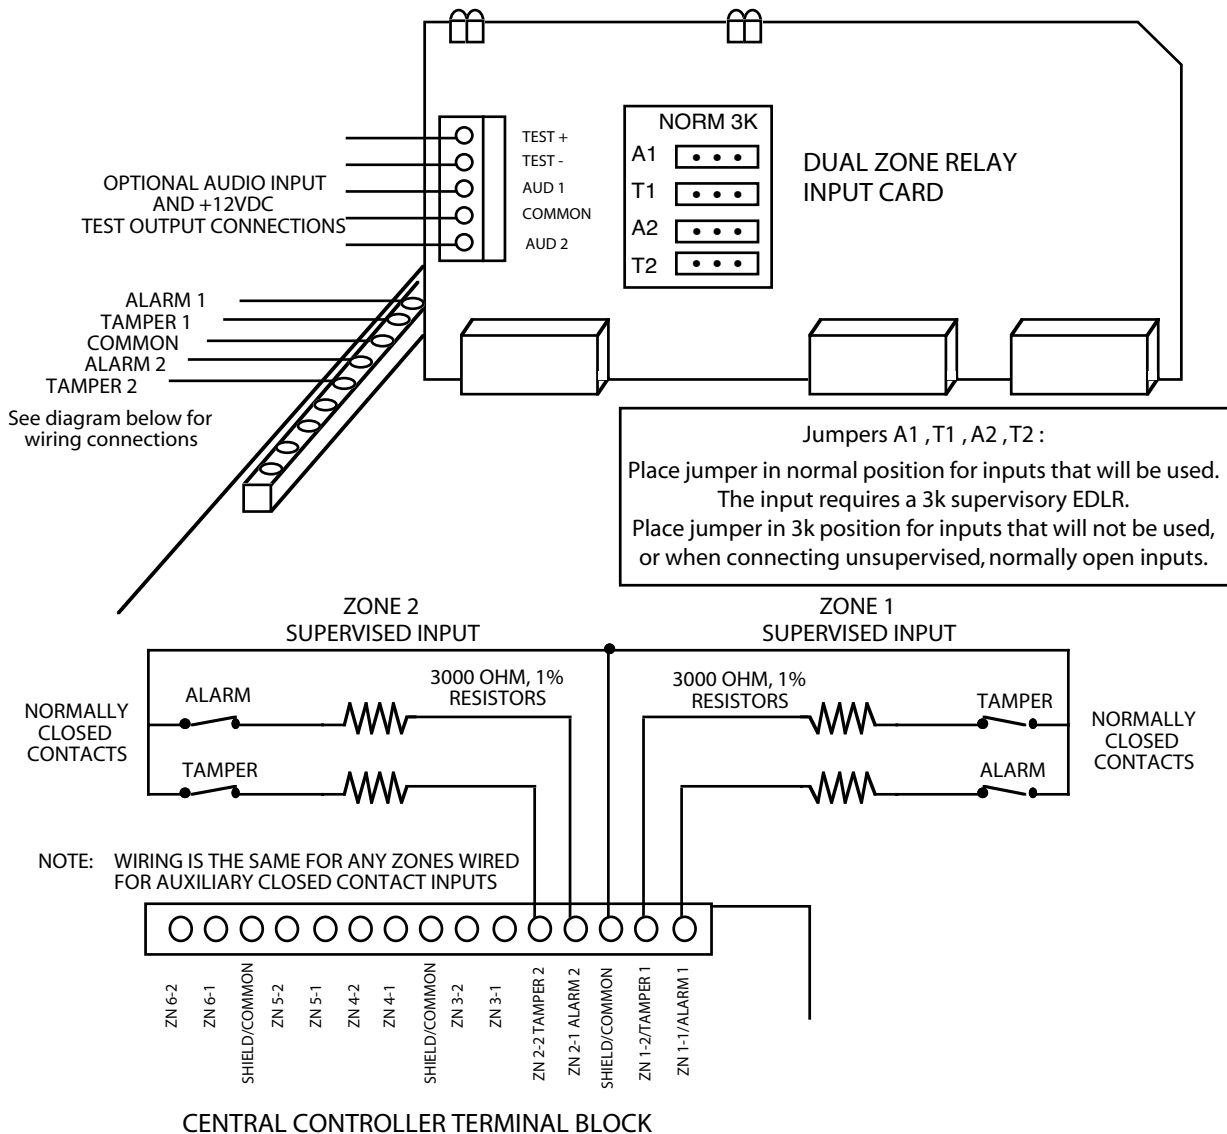 TEST +
TEST -
AUD 1
COMMON
AUD 2
OPTIONAL AUDIO INPUT
AND +12VDC
TEST OUTPUT CONNECTIONS
NORM 3K
A1
T1
A2
T2
DUAL ZONE RELAY
INPUT CARD
ALARM 1
TAMPER 1
COMMON
ALARM 2
TAMPER 2
See diagram below for
wiring connections
Jumpers A1 , T1 , A2 , T2 :
Place jumper in normal position for inputs that will be used.
The input requires a 3k supervisory EDLR.
Place jumper in 3k position for inputs that will not be used,
or when connecting unsupervised, normally open inputs.
ZONE 2
SUPERVISED INPUT
ZONE 1
SUPERVISED INPUT
NORMALLY
CLOSED
CONTACTS
ALARM
TAMPER
3000 OHM, 1%
RESISTORS
3000 OHM, 1%
RESISTORS
TAMPER
ALARM
NORMALLY
CLOSED
CONTACTS
NOTE: WIRING IS THE SAME FOR ANY ZONES WIRED
FOR AUXILIARY CLOSED CONTACT INPUTS
ZN 6-2
ZN 6-1
SHIELD/COMMON
ZN 5-2
ZN 5-1
ZN 4-2
ZN 4-1
SHIELD/COMMON
ZN 3-2
ZN 3-1
ZN 2-2 TAMPER 2
ZN 2-1 ALARM 2
SHIELD/COMMON
ZN 1-2/TAMPER 1
ZN 1-1/ALARM 1
CENTRAL CONTROLLER TERMINAL BLOCK